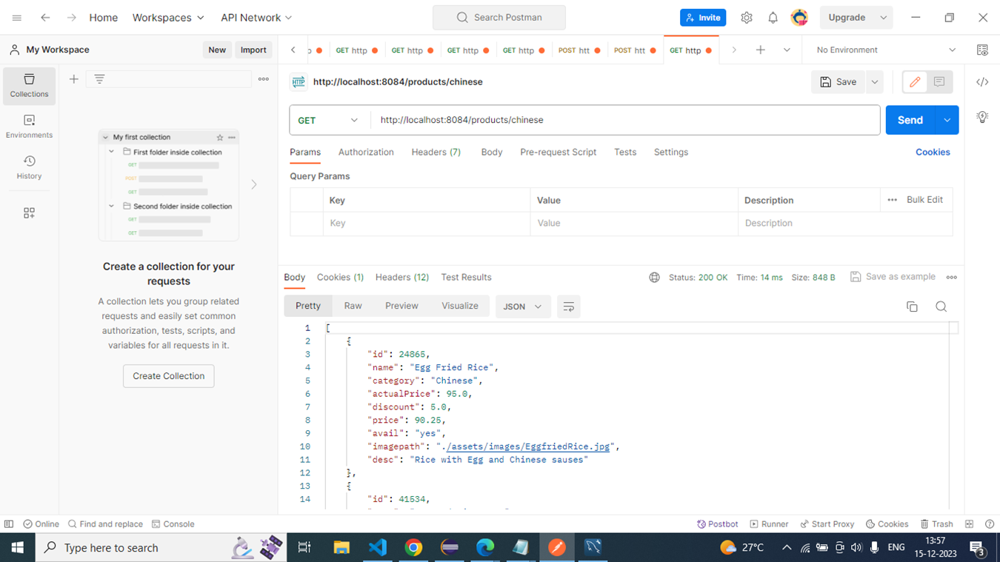 Home Workspaces API Network Search Postman Invite Upgrade
My Workspace New Import GET http GET http GET http GET http POST htt POST htt GET http No Environment
Collections
Environments
History
My first collection
First folder inside collection
GET
POST
GET
Second folder inside collection
GET
GET
Create a collection for your
requests
A collection lets you group related
requests and easily set common
authorization, tests, scripts, and
variables for all requests in it.
Create Collection
HTTP http://localhost:8084/products/chinese Save
GET http://localhost:8084/products/chinese Send
Params Authorization Headers (7) Body Pre-request Script Tests Settings Cookies
Query Params
Key Value Description Bulk Edit
Key Value Description
Body Cookies (1) Headers (12) Test Results Status: 200 OK Time: 14 ms Size: 848 B Save as example
Pretty Raw Preview Visualize JSON
1 [
2 {
3 "id": 24865,
4 "name": "Egg Fried Rice",
5 "category": "Chinese",
6 "actualPrice": 95.0,
7 "discount": 5.0,
8 "price": 90.25,
9 "avail": "yes",
10 "imagepath": "./assets/images/EggfriedRice.jpg",
11 "desc": "Rice with Egg and Chinese sauses"
12 },
13 {
14 "id": 41534,
Online Find and replace Console Postbot Runner Start Proxy Cookies Trash
Type here to search 27°C ENG 13:57
15-12-2023 3